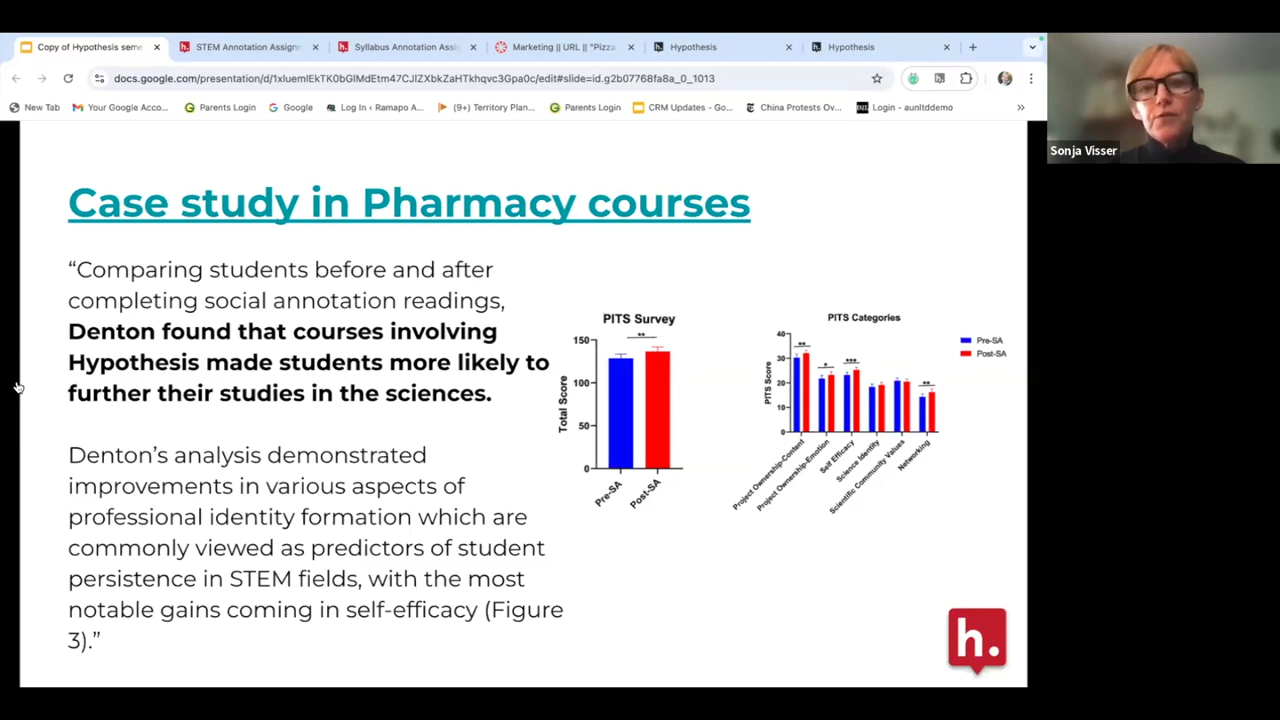 Copy of Hypothesis seme
STEM Annotation Assignm
Syllabus Annotation Assig
Marketing || URL || "Pizza
Hypothesis
Hypothesis
docs.google.com/presentation/d/1xluemlEkTK0bGlMdEtm47CJlZXbkZaHTkhqvc3Gpa0c/edit#slide=id.g2b07768fa8a_0_1013
New Tab
Your Google Acco...
Parents Login
Google
Log In ‹ Ramapo A...
(9+) Territory Plan...
Parents Login
CRM Updates - Go...
China Protests Ov...
Login - aunltddemo
Sonja Visser
Case study in Pharmacy courses
“Comparing students before and after
completing social annotation readings,
Denton found that courses involving
Hypothesis made students more likely to
further their studies in the sciences.
Denton’s analysis demonstrated
improvements in various aspects of
professional identity formation which are
commonly viewed as predictors of student
persistence in STEM fields, with the most
notable gains coming in self-efficacy (Figure
3).”
PITS Survey
**
150
100
50
0
Total Score
Pre-SA
Post-SA
PITS Categories
40
30
20
10
0
PITS Score
**
*
***
**
Project Ownership-Content
Project Ownership-Emotion
Self Efficacy
Science Identity
Scientific Community Values
Networking
Pre-SA
Post-SA
h.